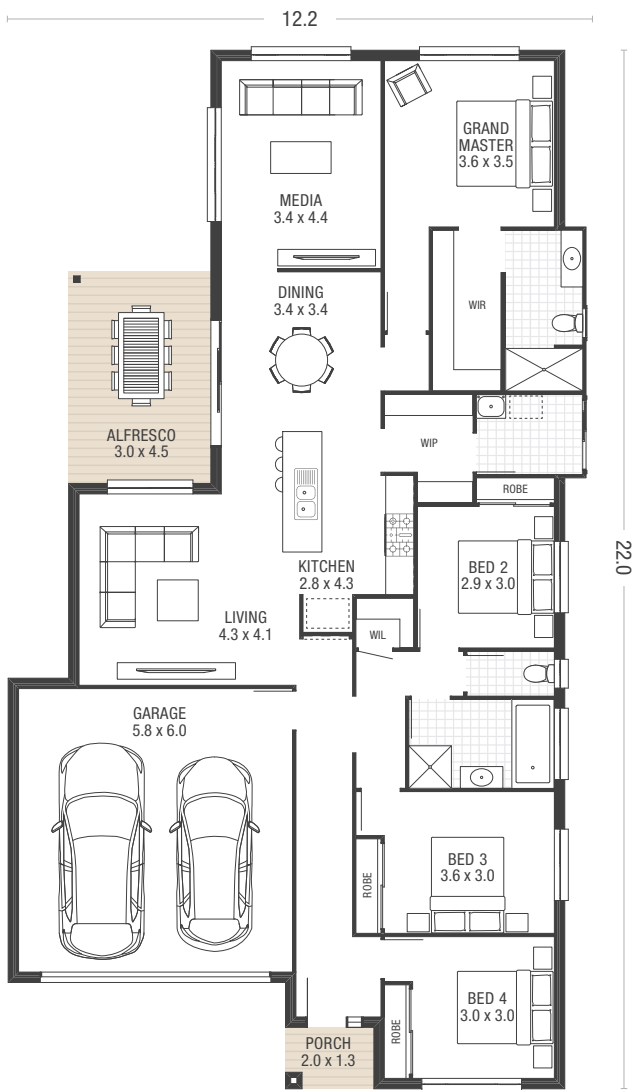 12.2
GRAND
MASTER
3.6 x 3.5
MEDIA
3.4 x 4.4
DINING
3.4 x 3.4
WIR
ALFRESCO
3.0 x 4.5
WIP
ROBE
KITCHEN
2.8 x 4.3
BED 2
2.9 x 3.0
22.0
LIVING
4.3 x 4.1
WIL
GARAGE
5.8 x 6.0
BED 3
3.6 x 3.0
ROBE
BED 4
3.0 x 3.0
ROBE
PORCH
2.0 x 1.3